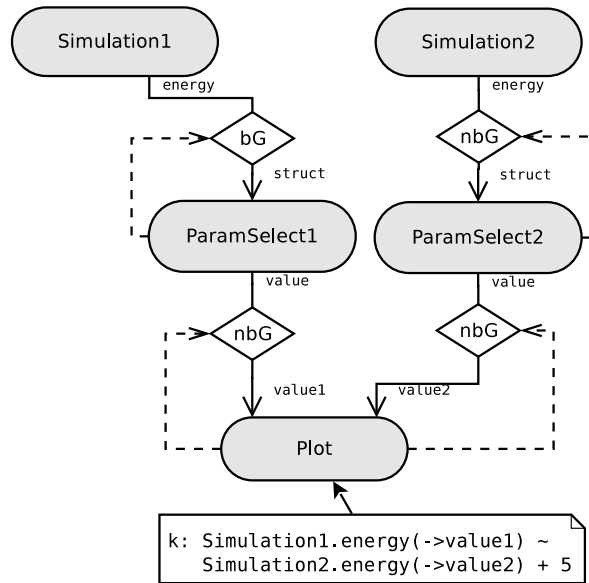 Simulation1
Simulation2
energy
energy
bG
nbG
struct
struct
ParamSelect1
ParamSelect2
value
value
nbG
nbG
value1
value2
Plot
k: Simulation1.energy(->value1) ~
Simulation2.energy(->value2) + 5